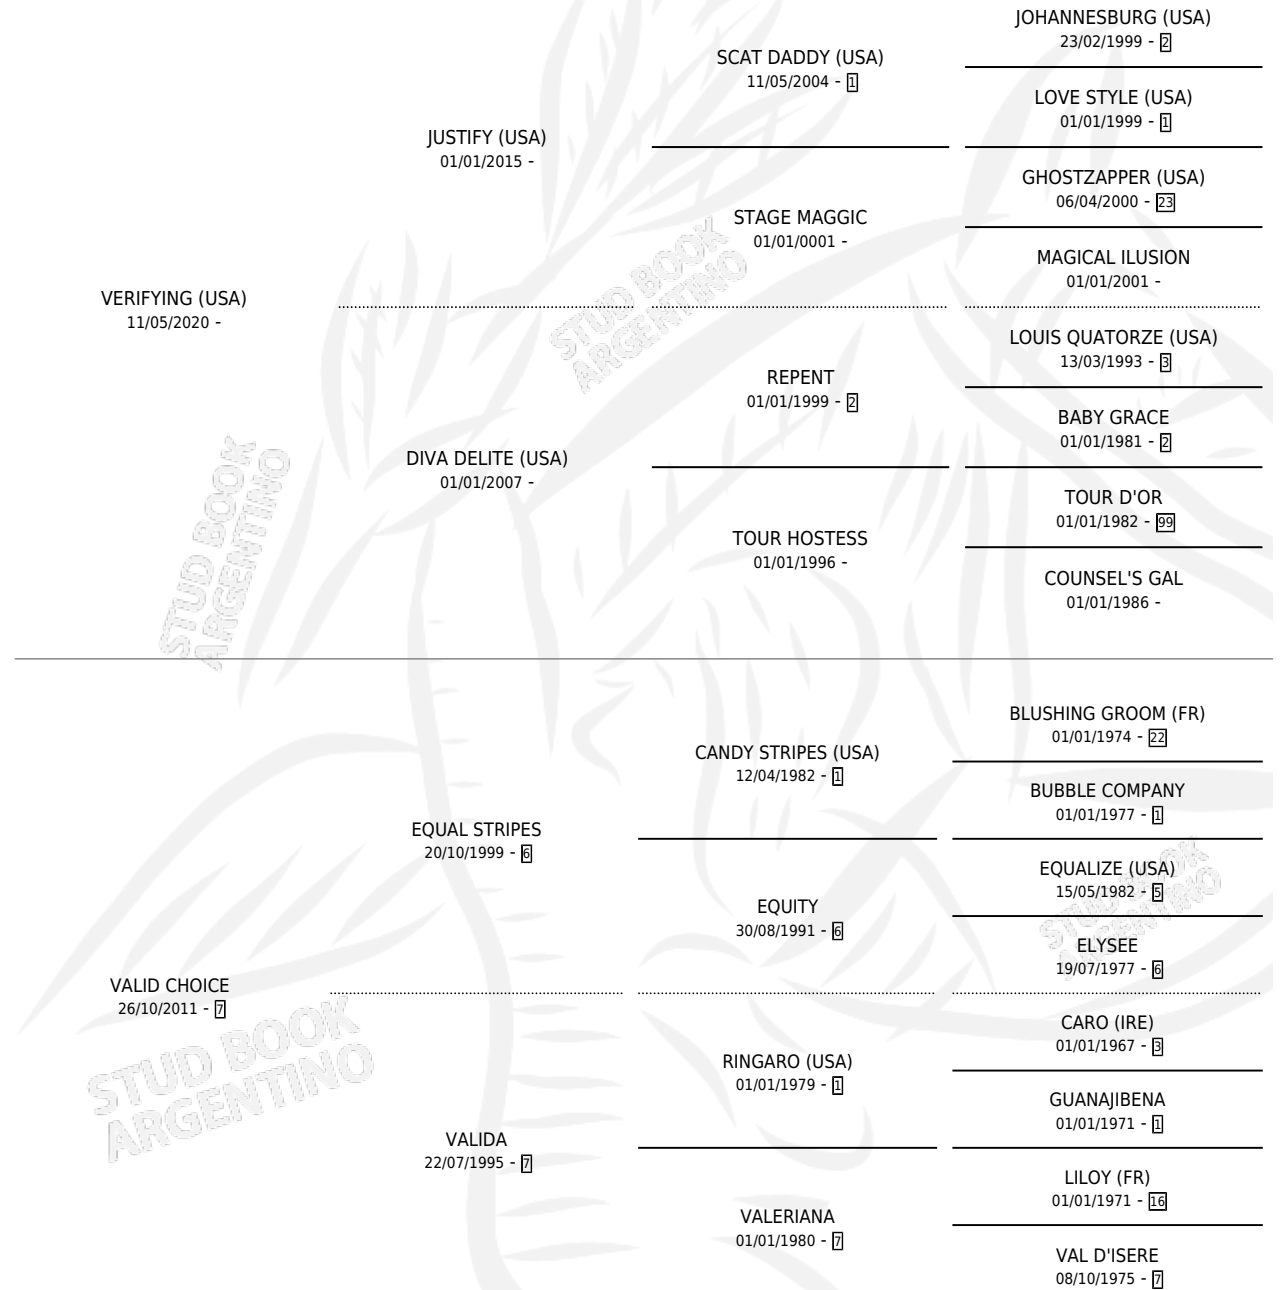 JOHANNESBURG (USA)
23/02/1999 - 2
SCAT DADDY (USA)
11/05/2004 - 1
LOVE STYLE (USA)
01/01/1999 - 1
JUSTIFY (USA)
01/01/2015 -
GHOSTZAPPER (USA)
06/04/2000 - 23
STAGE MAGGIC
01/01/0001 -
MAGICAL ILUSION
01/01/2001 -
VERIFYING (USA)
11/05/2020 -
LOUIS QUATORZE (USA)
13/03/1993 - 3
REPENT
01/01/1999 - 2
BABY GRACE
01/01/1981 - 2
DIVA DELITE (USA)
01/01/2007 -
TOUR D'OR
01/01/1982 - 99
TOUR HOSTESS
01/01/1996 -
COUNSEL'S GAL
01/01/1986 -
BLUSHING GROOM (FR)
01/01/1974 - 22
CANDY STRIPES (USA)
12/04/1982 - 1
BUBBLE COMPANY
01/01/1977 - 1
EQUAL STRIPES
20/10/1999 - 6
EQUALIZE (USA)
15/05/1982 - 5
EQUITY
30/08/1991 - 6
ELYSEE
19/07/1977 - 6
VALID CHOICE
26/10/2011 - 7
CARO (IRE)
01/01/1967 - 3
RINGARO (USA)
01/01/1979 - 1
GUANAJIBENA
01/01/1971 - 1
VALIDA
22/07/1995 - 7
LILOY (FR)
01/01/1971 - 16
VALERIANA
01/01/1980 - 7
VAL D'ISERE
08/10/1975 - 7
STUD BOOK
ARGENTINO
STUD BOOK
ARGENTINO
STUD BOOK
ARGENTINO
STUD BOOK
ARGENTINO